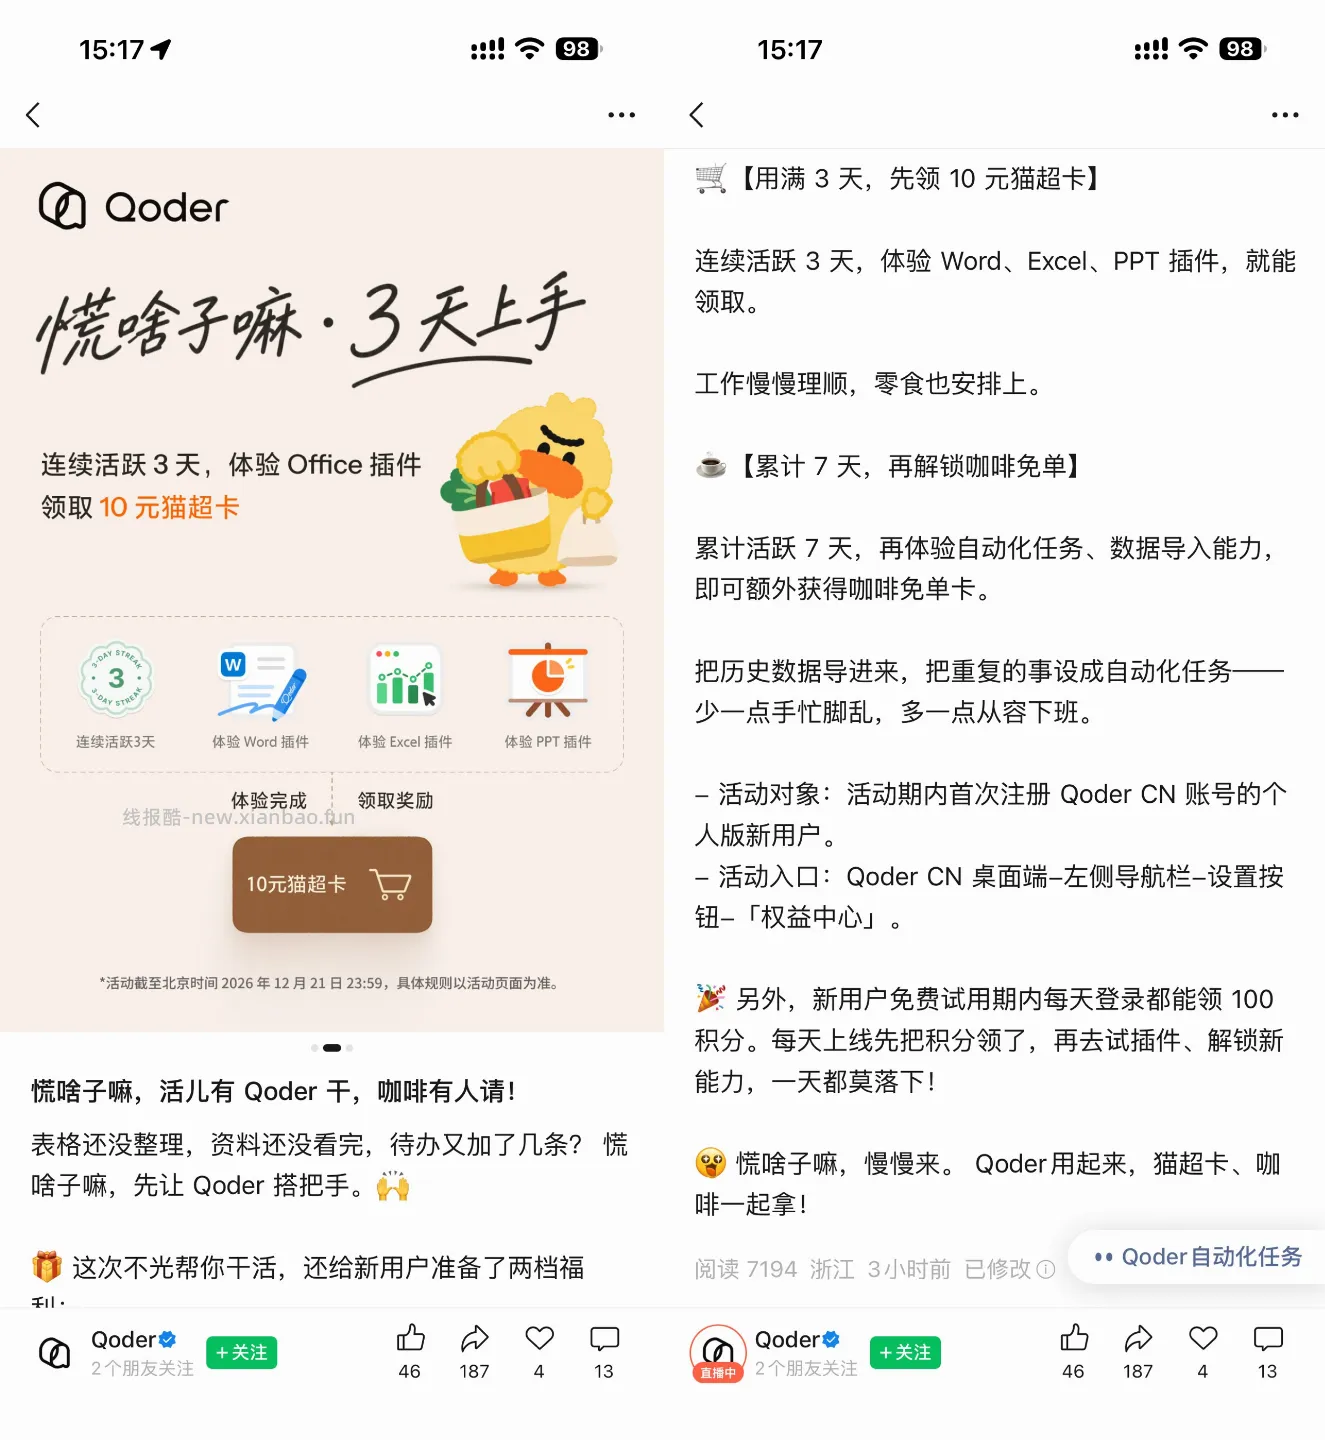 15:17
98
Qoder
慌啥子嘛·3天上手
连续活跃 3 天，体验 Office 插件
领取 10 元猫超卡
3-DAY STREAK
3
3-DAY STREAK
W
Qoder
连续活跃3天
体验 Word 插件
体验 Excel 插件
体验 PPT 插件
体验完成
领取奖励
线报酷-new.xianbao.fun
10元猫超卡
*活动截至北京时间 2026 年 12 月 21 日 23:59，具体规则以活动页面为准。
慌啥子嘛，活儿有 Qoder 干，咖啡有人请！
表格还没整理，资料还没看完，待办又加了几条？ 慌
啥子嘛，先让 Qoder 搭把手。🙌
🎁 这次不光帮你干活，还给新用户准备了两档福
利：
Qoder
2个朋友关注
+关注
46
187
4
13
15:17
98
🛒【用满 3 天，先领 10 元猫超卡】
连续活跃 3 天，体验 Word、Excel、PPT 插件，就能
领取。
工作慢慢理顺，零食也安排上。
☕【累计 7 天，再解锁咖啡免单】
累计活跃 7 天，再体验自动化任务、数据导入能力，
即可额外获得咖啡免单卡。
把历史数据导进来，把重复的事设成自动化任务——
少一点手忙脚乱，多一点从容下班。
– 活动对象：活动期内首次注册 Qoder CN 账号的个
人版新用户。
– 活动入口：Qoder CN 桌面端–左侧导航栏–设置按
钮–「权益中心」。
🎉 另外，新用户免费试用期内每天登录都能领 100
积分。每天上线先把积分领了，再去试插件、解锁新
能力，一天都莫落下！
🤩 慌啥子嘛，慢慢来。 Qoder用起来，猫超卡、咖
啡一起拿！
阅读 7194 浙江 3小时前 已修改
Qoder自动化任务
直播中
Qoder
2个朋友关注
+关注
46
187
4
13